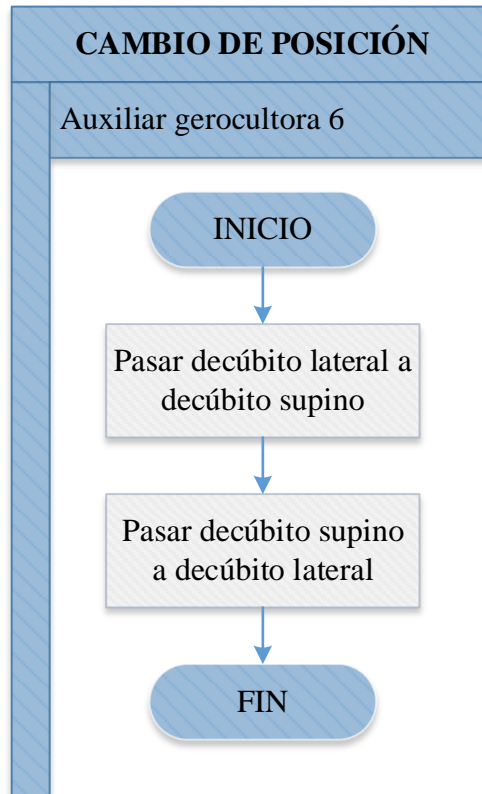 CAMBIO DE POSICIÓN
Auxiliar gerocultora 6
INICIO
Pasar decúbito lateral a
decúbito supino
Pasar decúbito supino
a decúbito lateral
FIN